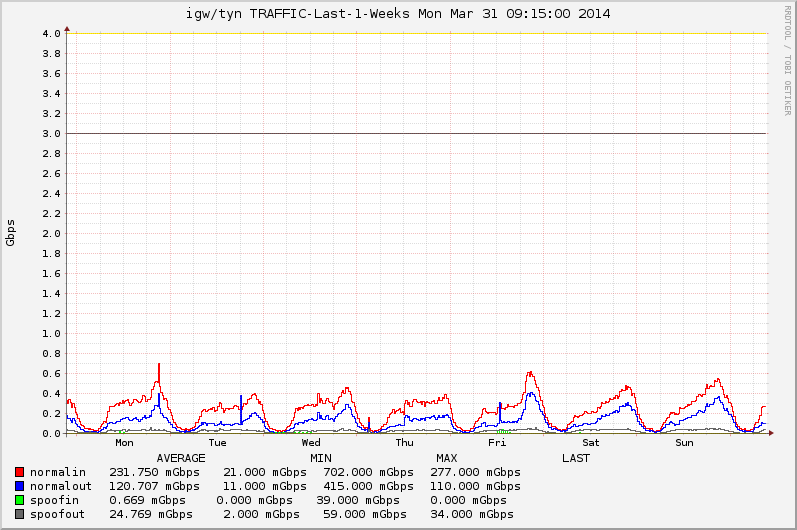 igw/tyn TRAFFIC-Last-1-Weeks Mon Mar 31 09:15:00 2014
RRDTOOL / TOBI OETIKER
Gbps
4.0
3.8
3.6
3.4
3.2
3.0
2.8
2.6
2.4
2.2
2.0
1.8
1.6
1.4
1.2
1.0
0.8
0.6
0.4
0.2
0.0
Mon Tue Wed Thu Fri Sat Sun
AVERAGE MIN MAX LAST
normalin 231.750 mGbps 21.000 mGbps 702.000 mGbps 277.000 mGbps
normalout 120.707 mGbps 11.000 mGbps 415.000 mGbps 110.000 mGbps
spoofin 0.669 mGbps 0.000 mGbps 39.000 mGbps 0.000 mGbps
spoofout 24.769 mGbps 2.000 mGbps 59.000 mGbps 34.000 mGbps